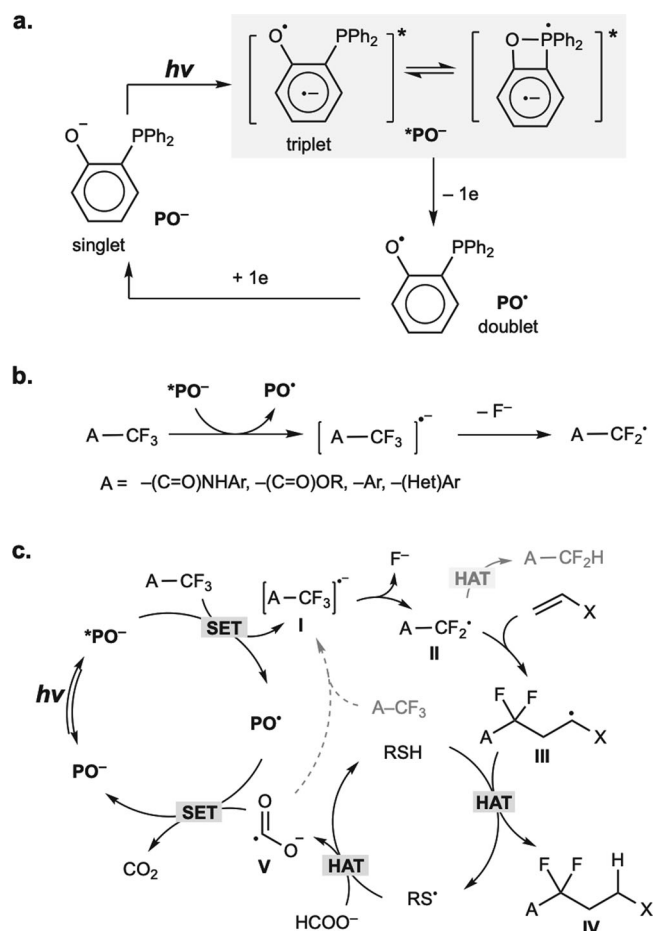 a.
O•
PPh2
*
O–P•Ph2
*
hv
•–
•–
triplet
*PO−
O−
PPh2
PO−
singlet
– 1e
O•
PPh2
+ 1e
PO•
doublet
b.
*PO−
PO•
A—CF3
[A—CF3]•−
– F−
A—CF2•
A = –(C=O)NHAr, –(C=O)OR, –Ar, –(Het)Ar
c.
A—CF3
[A—CF3]•−
F−
HAT
A—CF2H
SET
I
A—CF2•
II
X
*PO−
hv
PO•
A–CF3
F F
A
•
X
III
RSH
PO−
SET
O
•
O−
V
HAT
HAT
CO2
RS•
HCOO−
F F
H
A
X
IV